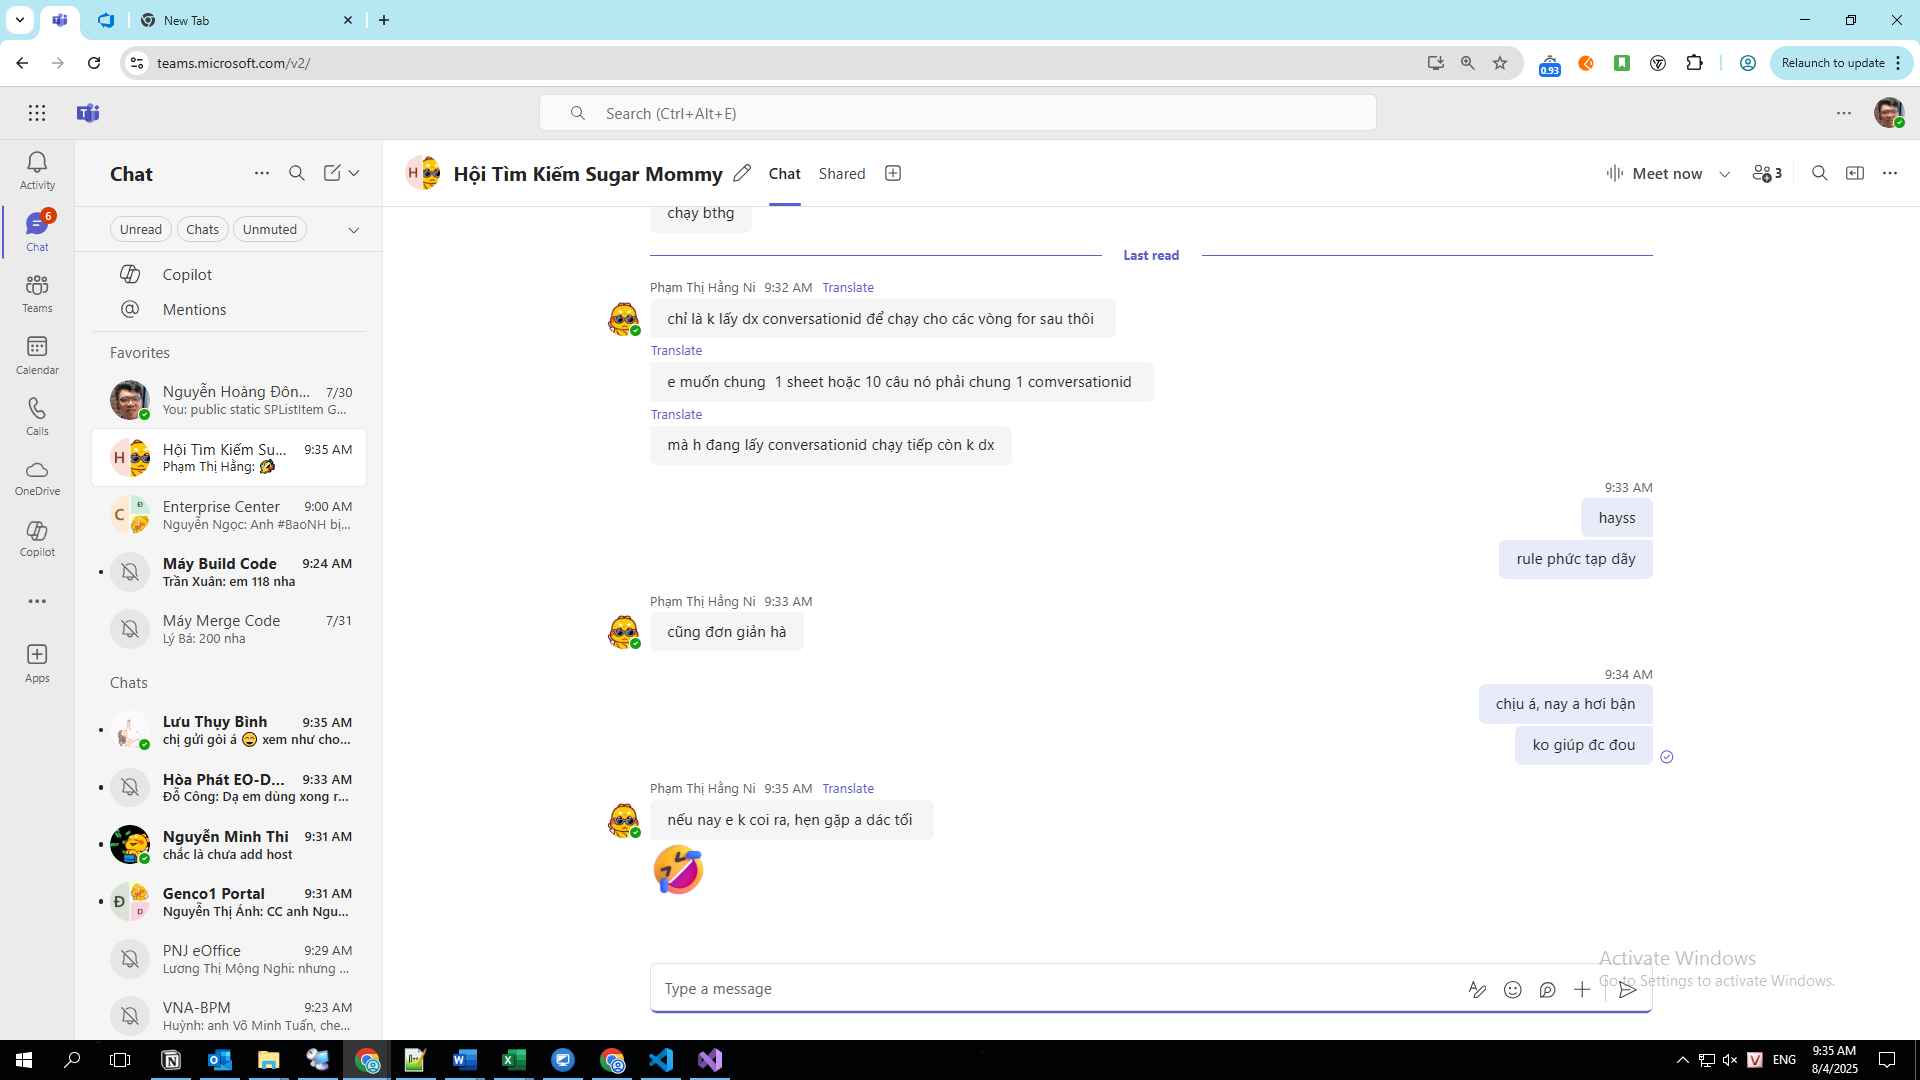 New Tab
teams.microsoft.com/v2/
0.93
Relaunch to update
Search (Ctrl+Alt+E)
Activity
6
Chat
Teams
Calendar
Calls
OneDrive
Copilot
Apps
Chat
Unread
Chats
Unmuted
Copilot
Mentions
Favorites
Nguyễn Hoàng Đôn... 7/30
You: public static SPListItem G...
H
Hội Tìm Kiếm Su... 9:35 AM
Phạm Thị Hằng:
C Đ
Enterprise Center 9:00 AM
Nguyễn Ngọc: Anh #BaoNH bị...
Máy Build Code 9:24 AM
Trần Xuân: em 118 nha
Máy Merge Code 7/31
Lý Bá: 200 nha
Chats
Lưu Thụy Bình 9:35 AM
chị gửi gòi á 😄 xem như cho...
Hòa Phát EO-D... 9:33 AM
Đỗ Công: Dạ em dùng xong r...
Nguyễn Minh Thi 9:31 AM
chắc là chưa add host
Đ D
Genco1 Portal 9:31 AM
Nguyễn Thị Ánh: CC anh Ngu...
PNJ eOffice 9:29 AM
Lương Thị Mộng Nghi: nhưng ...
VNA-BPM 9:23 AM
Huỳnh: anh Võ Minh Tuấn, che...
H
Hội Tìm Kiếm Sugar Mommy
Chat
Shared
Meet now
3
chạy bthg
Last read
Phạm Thị Hằng Ni 9:32 AM Translate
chỉ là k lấy dx conversationid để chạy cho các vòng for sau thôi
Translate
e muốn chung 1 sheet hoặc 10 câu nó phải chung 1 comversationid
Translate
mà h đang lấy conversationid chạy tiếp còn k dx
9:33 AM
hayss
rule phức tạp dãy
Phạm Thị Hằng Ni 9:33 AM
cũng đơn giản hà
9:34 AM
chịu á, nay a hơi bận
ko giúp đc đou
Phạm Thị Hằng Ni 9:35 AM Translate
nếu nay e k coi ra, hẹn gặp a dác tối
🤣
Type a message
Activate Windows
Go to Settings to activate Windows.
ENG
9:35 AM
8/4/2025